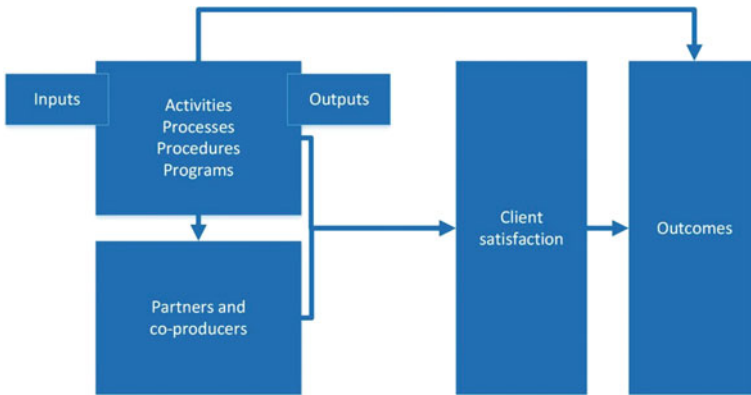 Inputs
Activities
Processes
Procedures
Programs
Outputs
Partners and
co-producers
Client
satisfaction
Outcomes